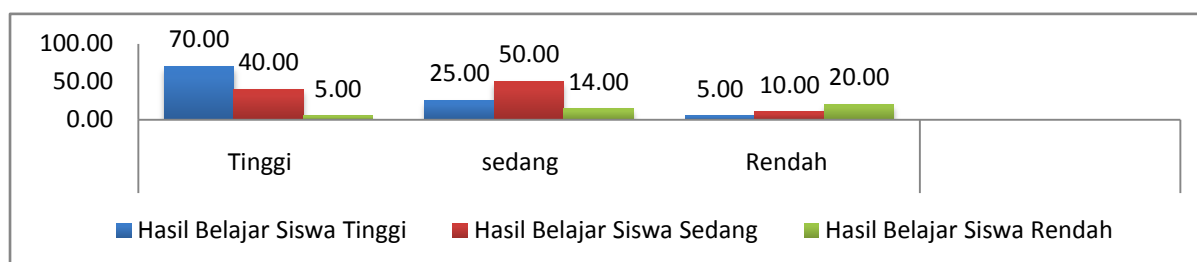 100.00
50.00
0.00
70.00 40.00 5.00
25.00 50.00 14.00
5.00 10.00 20.00
Tinggi sedang Rendah
Hasil Belajar Siswa Tinggi Hasil Belajar Siswa Sedang Hasil Belajar Siswa Rendah